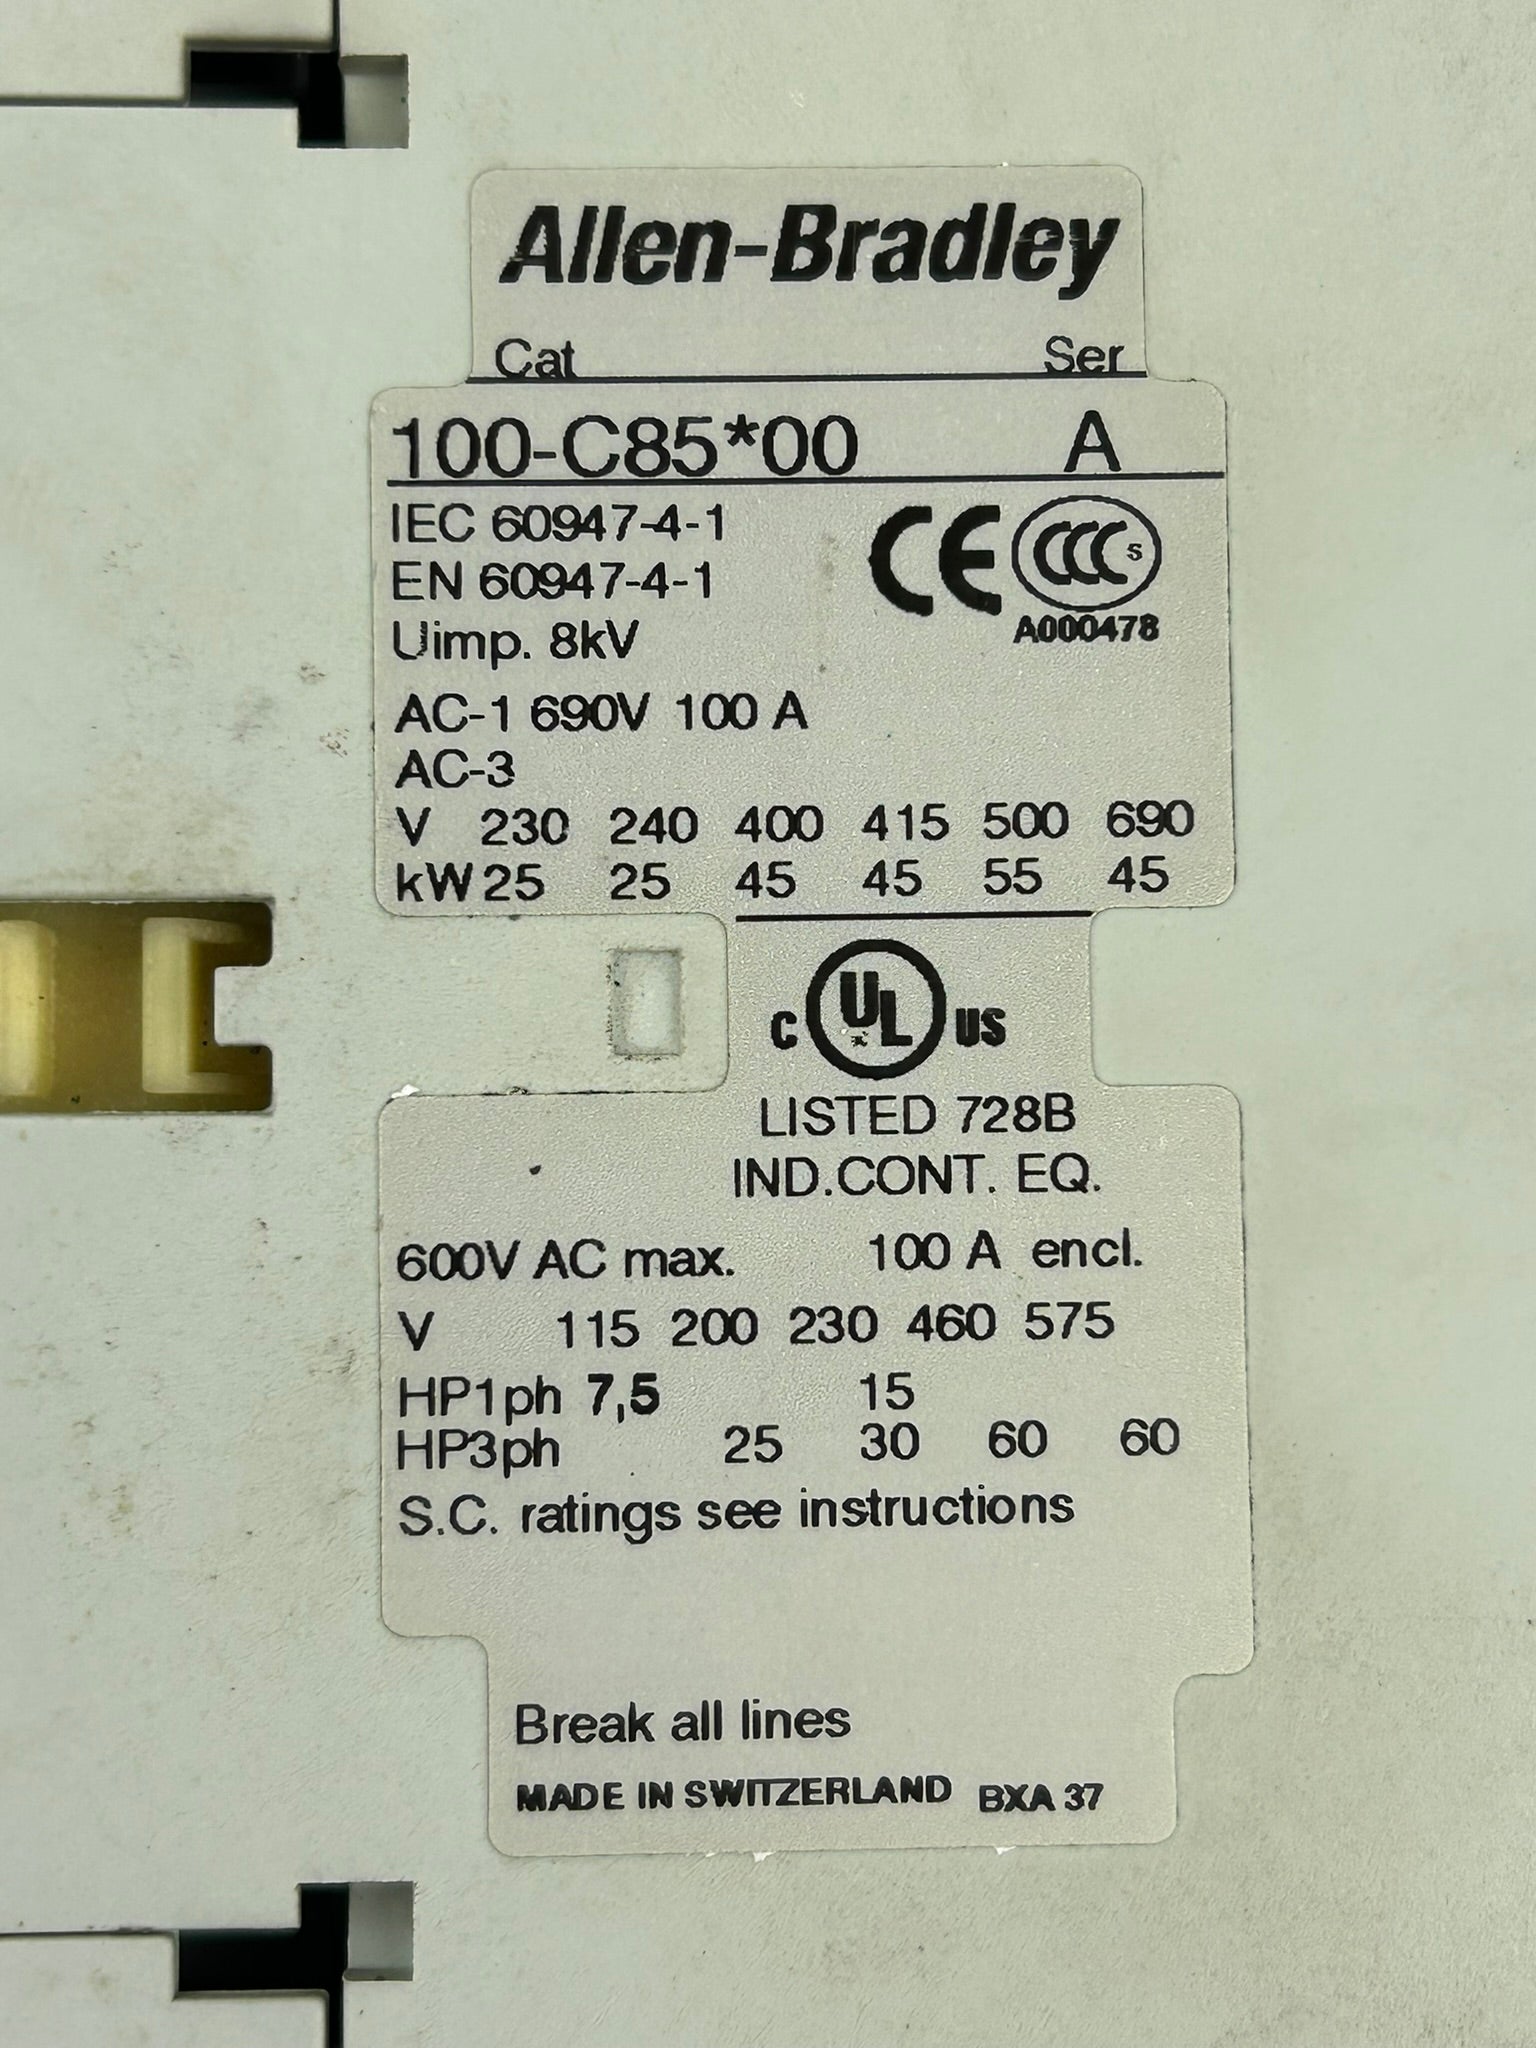 Allen-Bradley
Cat Ser
100-C85*00 A
IEC 60947-4-1
EN 60947-4-1
Uimp. 8kV
CE CCC S
A000478
AC-1 690V 100 A
AC-3
V 230 240 400 415 500 690
kW 25 25 45 45 55 45
C UL US
LISTED 728B
IND.CONT. EQ.
600V AC max. 100 A encl.
V 115 200 230 460 575
HP1ph 7,5 15
HP3ph 25 30 60 60
S.C. ratings see instructions
Break all lines
MADE IN SWITZERLAND BXA 37